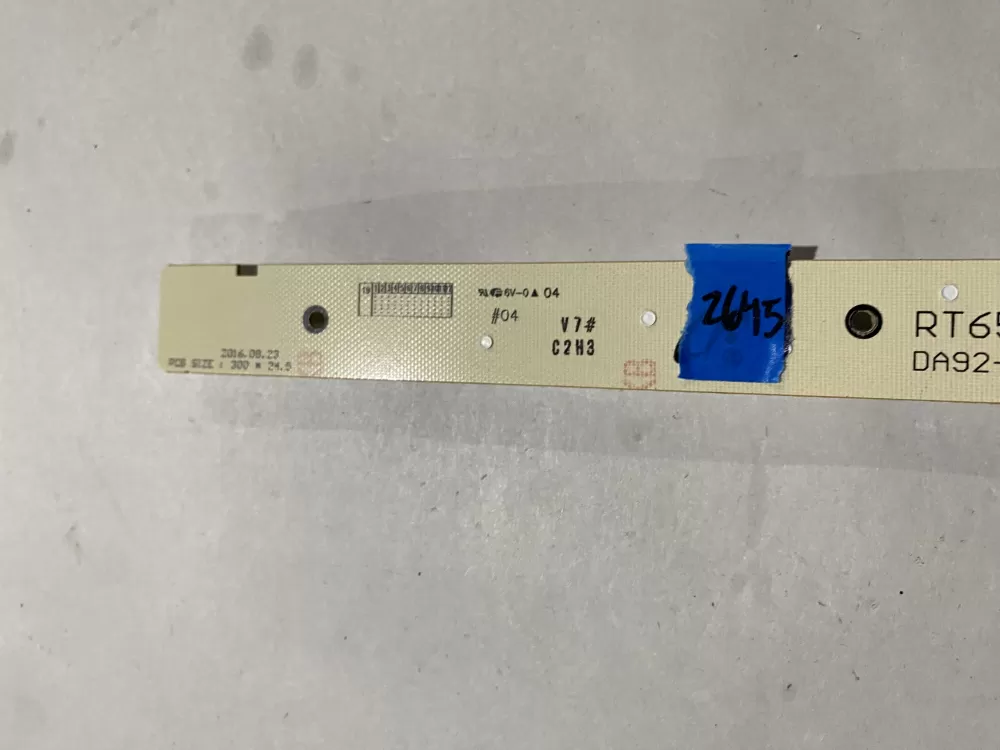 6V-0 ▲ 04
#04
V7#
C2H3
2016.08.23
PCB SIZE : 300 * 24.5
2645
RT65
DA92-